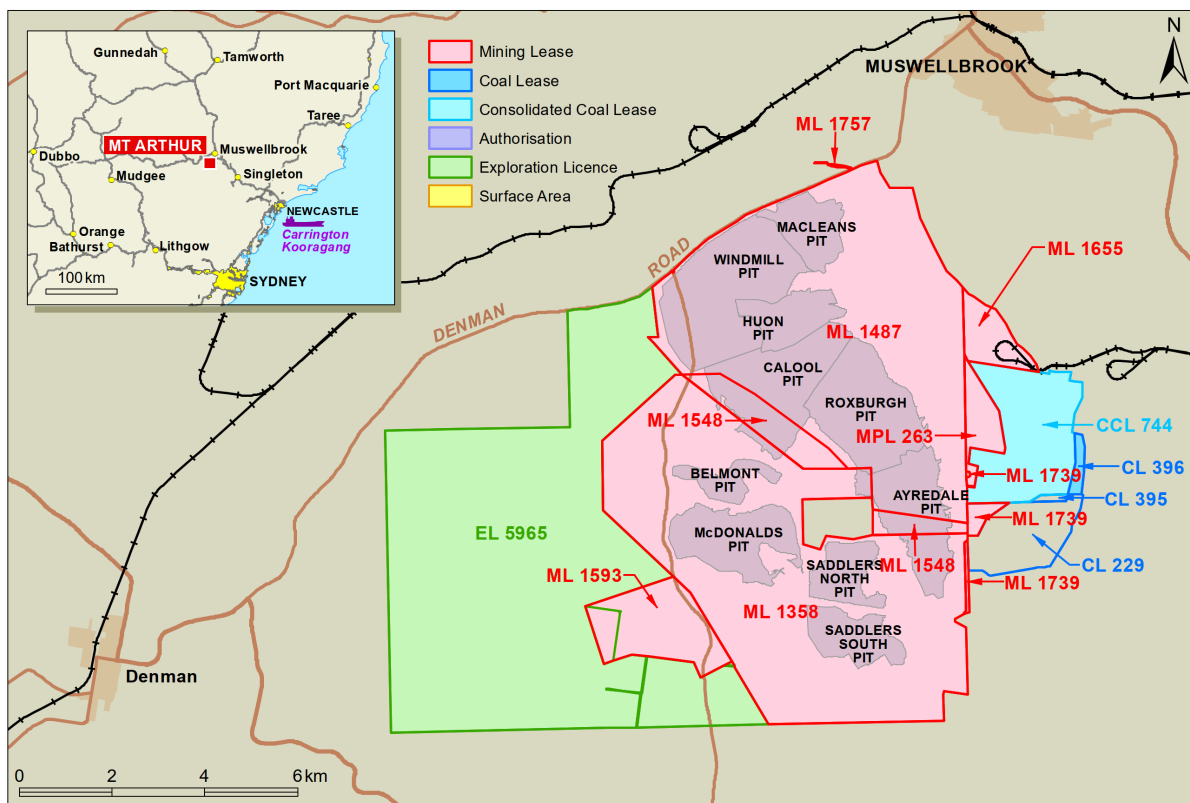 Gunnedah
Tamworth
Port Macquarie
Taree
MT ARTHUR
Muswellbrook
Dubbo
Mudgee
Singleton
NEWCASTLE
Carrington
Kooragang
Orange
Bathurst
Lithgow
SYDNEY
100 km
Mining Lease
Coal Lease
Consolidated Coal Lease
Authorisation
Exploration Licence
Surface Area
MUSWELLBROOK
N
ML 1757
MACLEANS
PIT
WINDMILL
PIT
ROAD
DENMAN
ML 1655
HUON
PIT
ML 1487
CALOOL
PIT
ROXBURGH
PIT
ML 1548
MPL 263
CCL 744
BELMONT
PIT
ML 1739
CL 396
AYREDALE
PIT
CL 395
ML 1739
EL 5965
McDONALDS
PIT
ML 1548
CL 229
SADDLERS
NORTH
PIT
ML 1593
ML 1739
ML 1358
SADDLERS
SOUTH
PIT
Denman
0 2 4 6 km